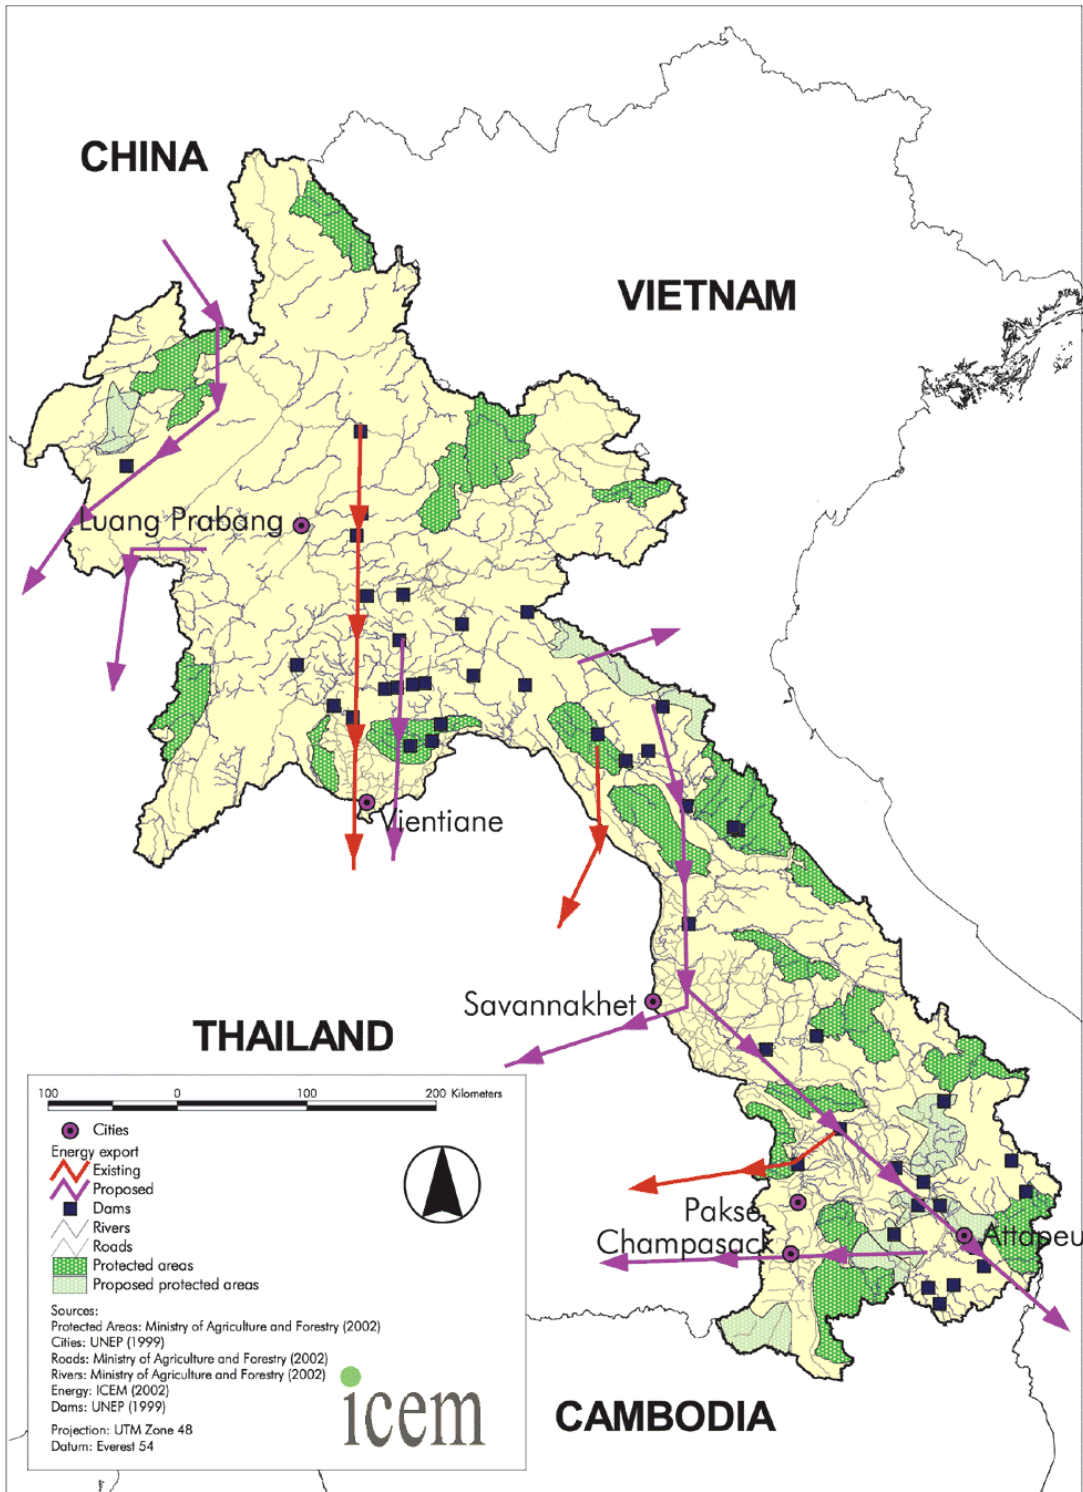 CHINA
VIETNAM
Luang Prabang
Vientiane
Savannakhet
THAILAND
Pakse
Champasack
Attapeu
CAMBODIA
100 0 100 200 Kilometers
Cities
Energy export
Existing
Proposed
Dams
Rivers
Roads
Protected areas
Proposed protected areas
Sources:
Protected Areas: Ministry of Agriculture and Forestry (2002)
Cities: UNEP (1999)
Roads: Ministry of Agriculture and Forestry (2002)
Rivers: Ministry of Agriculture and Forestry (2002)
Energy: ICEM (2002)
Dams: UNEP (1999)
Projection: UTM Zone 48
Datum: Everest 54
icem